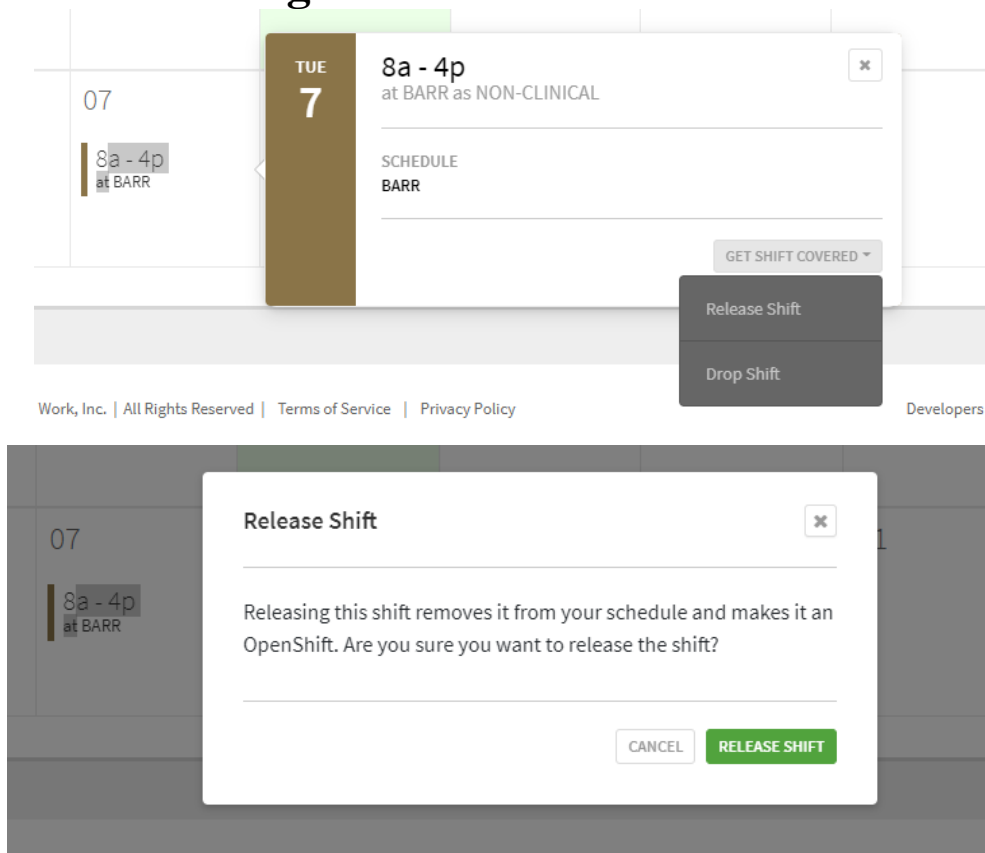 g
07
8a - 4p
at BARR
TUE
7
8a - 4p
at BARR as NON-CLINICAL
SCHEDULE
BARR
GET SHIFT COVERED
Release Shift
Drop Shift
Work, Inc. | All Rights Reserved | Terms of Service | Privacy Policy
Developers
07
8a - 4p
at BARR
1
Release Shift
Releasing this shift removes it from your schedule and makes it an
OpenShift. Are you sure you want to release the shift?
CANCEL
RELEASE SHIFT